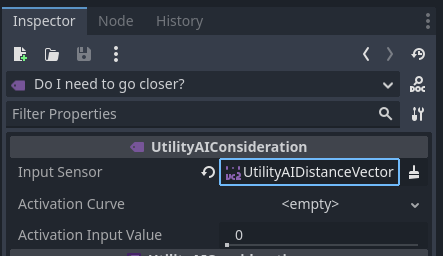 Inspector Node History
Do I need to go closer? DOC
Filter Properties
UtilityAIConsideration
Input Sensor VC2 UtilityAIDistanceVector
Activation Curve <empty>
Activation Input Value 0